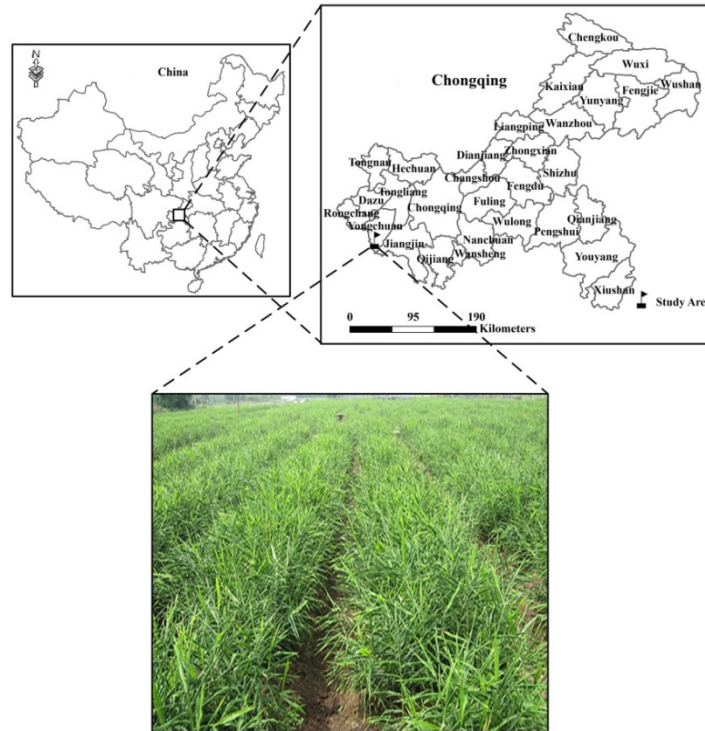 N
China
Chongqing
Chengkou
Wuxi
Kaixian
Fengjie
Wushan
Yunyang
Wanzhou
Liangping
Zhongxian
Dianjiang
Shizhu
Tongnan
Hechuan
Changshou
Fengdu
Tongliang
Dazu
Chongqing
Fuling
Rongchang
Wulong
Qianjiang
Yongchuan
Pengshui
Jiangjin
Nanchuan
Qijiang
Wansheng
Youyang
Xiushan
Study Area
0 95 190
Kilometers